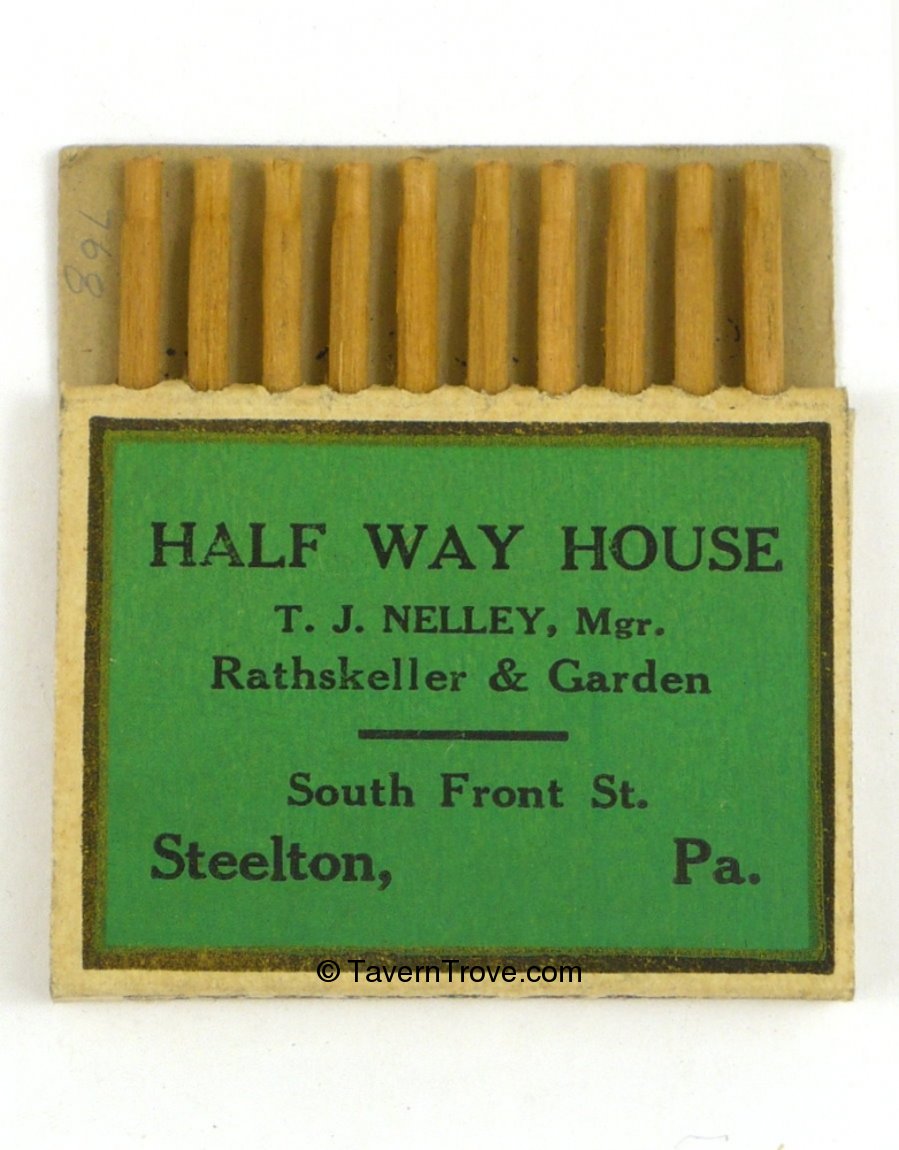 768
HALF WAY HOUSE
T. J. NELLEY, Mgr.
Rathskeller & Garden
South Front St.
Steelton, Pa.
© TavernTrove.com